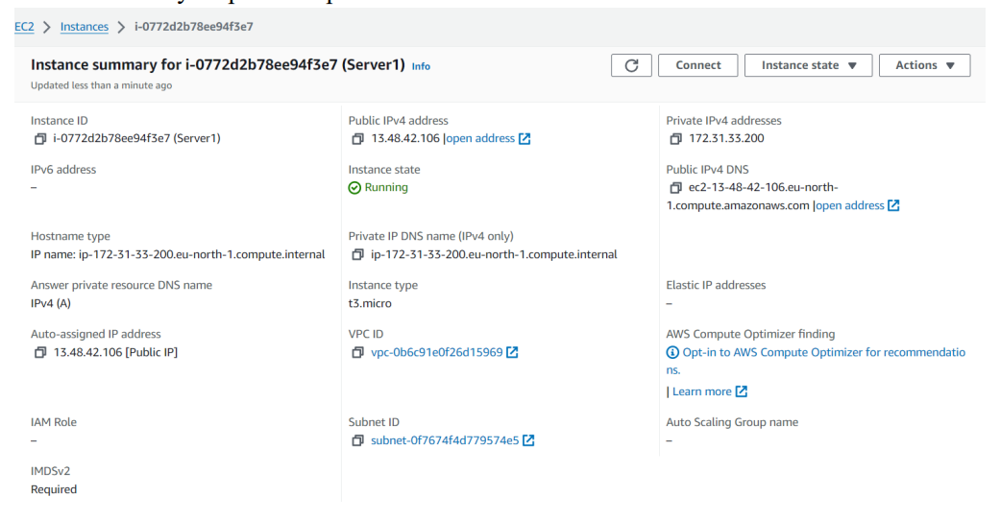 EC2 > Instances > i-0772d2b78ee94f3e7
Instance summary for i-0772d2b78ee94f3e7 (Server1) Info
Connect
Instance state
Actions
Updated less than a minute ago
Instance ID
i-0772d2b78ee94f3e7 (Server1)
Public IPv4 address
13.48.42.106 |open address
Private IPv4 addresses
172.31.33.200
IPv6 address
–
Instance state
Running
Public IPv4 DNS
ec2-13-48-42-106.eu-north-
1.compute.amazonaws.com |open address
Hostname type
IP name: ip-172-31-33-200.eu-north-1.compute.internal
Private IP DNS name (IPv4 only)
ip-172-31-33-200.eu-north-1.compute.internal
Answer private resource DNS name
IPv4 (A)
Instance type
t3.micro
Elastic IP addresses
–
Auto-assigned IP address
13.48.42.106 [Public IP]
VPC ID
vpc-0b6c91e0f26d15969
AWS Compute Optimizer finding
Opt-in to AWS Compute Optimizer for recommendatio
ns.
| Learn more
IAM Role
–
Subnet ID
subnet-0f7674f4d779574e5
Auto Scaling Group name
–
IMDSv2
Required